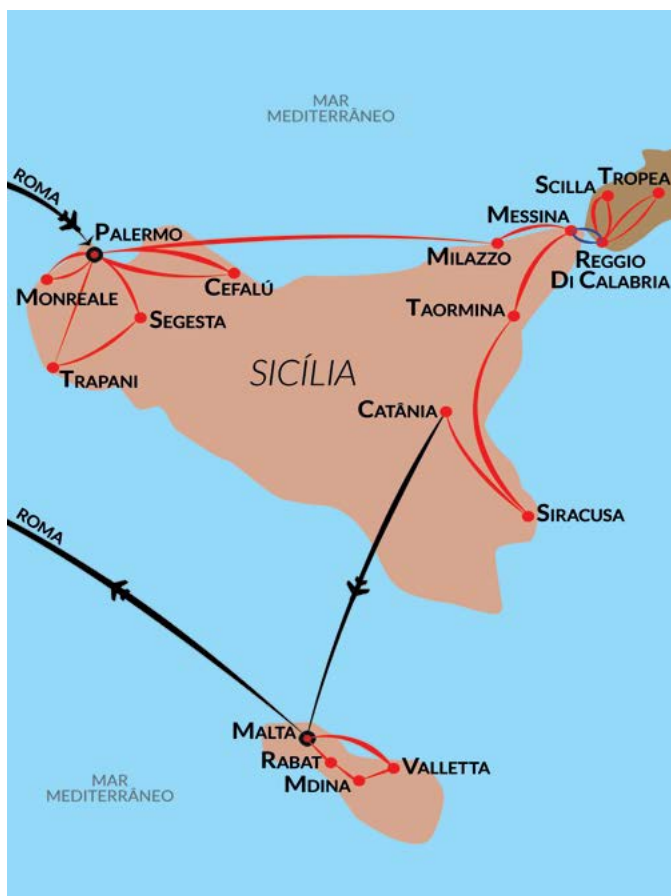 MAR
MEDITERRÂNEO
ROMA
PALERMO
MONREALE
CEFALÚ
SEGESTA
TRAPANI
SICÍLIA
SCILLA
TROPEA
MESSINA
MILAZZO
REGGIO
DI CALABRIA
TAORMINA
CATÂNIA
SIRACUSA
ROMA
MALTA
RABAT
MDINA
VALLETTA
MAR
MEDITERRÂNEO